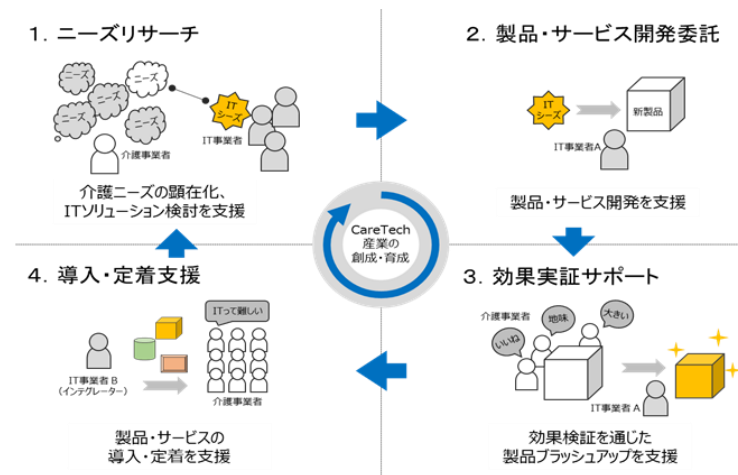 1. ニーズリサーチ
ニーズ
ニーズ
ニーズ
ニーズ
ニーズ
IT
シーズ
IT事業者
介護事業者
介護ニーズの顕在化、
ITソリューション検討を支援
2. 製品・サービス開発委託
IT
シーズ
新製品
IT事業者A
製品・サービス開発を支援
CareTech
産業の
創成・育成
4. 導入・定着支援
ITって難しい
IT事業者 B
(インテグレーター)
介護事業者
製品・サービスの
導入・定着を支援
3. 効果実証サポート
介護事業者
いいね
地味
大きい
IT事業者 A
効果検証を通じた
製品ブラッシュアップを支援